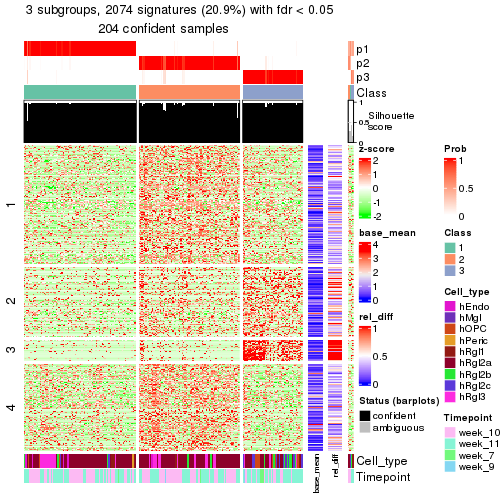 3 subgroups, 2074 signatures (20.9%) with fdr < 0.05
204 confident samples
p1
p2
p3
Class
1
0.5
0
Silhouette
score
1
2
3
4
Cell_type
Timepoint
base_mean
rel_diff
z-score
2
1
0
-1
-2
base_mean
4
3
2
1
0
rel_diff
1
0.5
0
Status (barplots)
confident
ambiguous
Prob
1
0.5
0
Class
1
2
3
Cell_type
hEndo
hMgl
hOPC
hPeric
hRgl1
hRgl2a
hRgl2b
hRgl2c
hRgl3
Timepoint
week_10
week_11
week_7
week_9